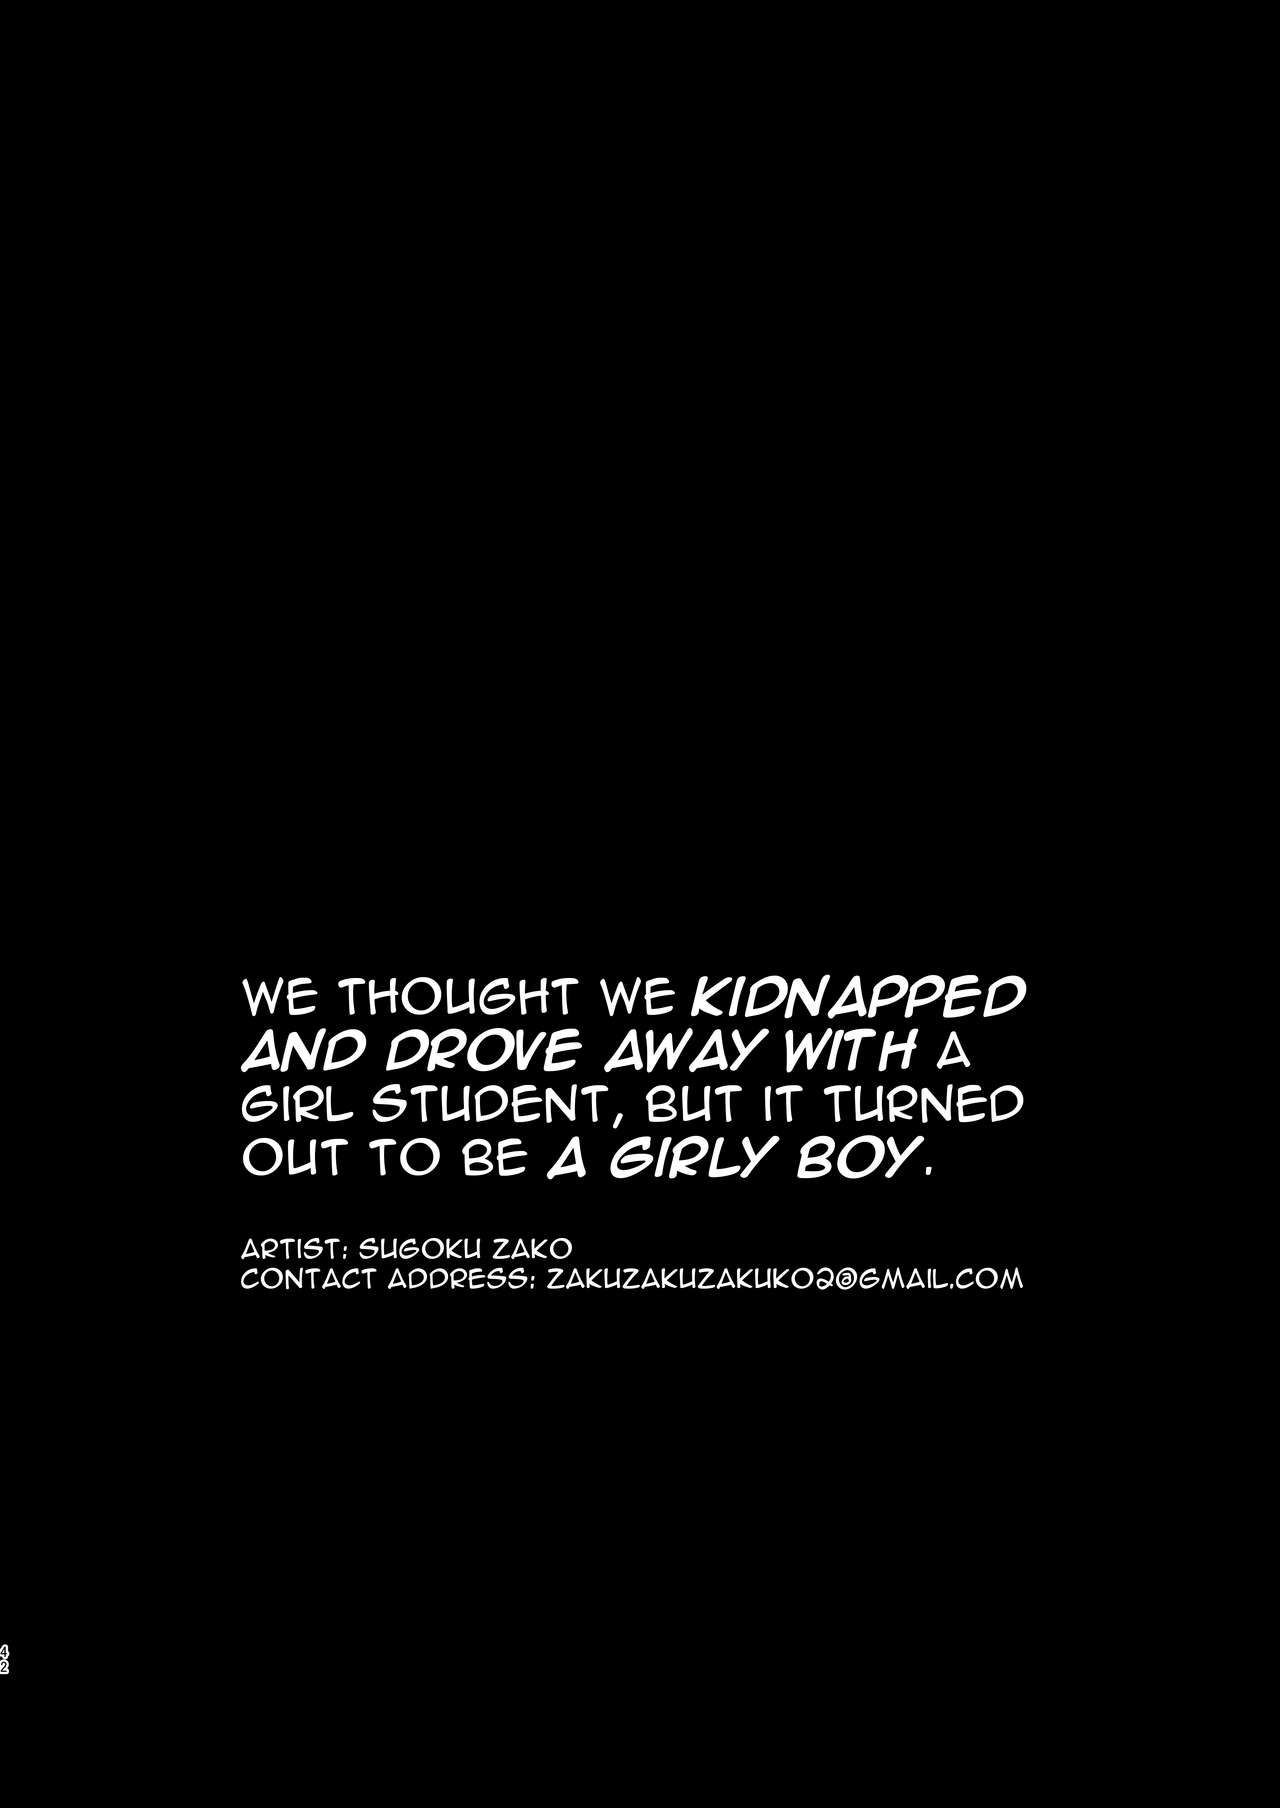 WE THOUGHT WE KIDNAPPED
AND DROVE AWAY WITH A
GIRL STUDENT, BUT IT TURNED
OUT TO BE A GIRLY BOY.
ARTIST: SUGOKU ZAKO
CONTACT ADDRESS: ZAKUZAKUZAKUKO2@GMAIL.COM
42